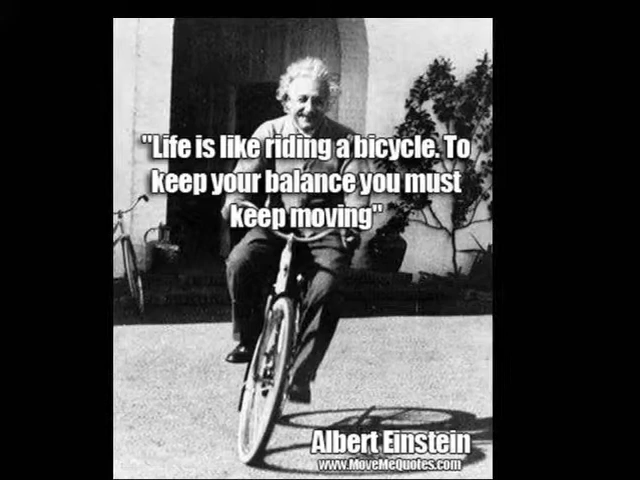 "Life is like riding a bicycle. To
keep your balance you must
keep moving"
Albert Einstein
www.MoveMeQuotes.com